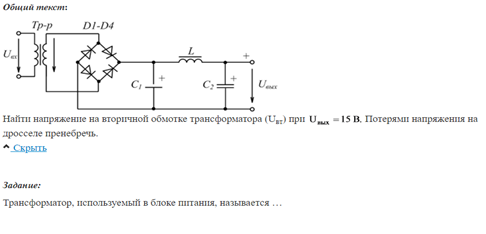 Общий текст:
Тр-р
D1-D4
L
+
Uвх
+
+
C1
C2
Uвых
Найти напряжение на вторичной обмотке трансформатора (UВТ) при Uвых = 15 В. Потерями напряжения на
дросселе пренебречь.
Скрыть
Задание:
Трансформатор, используемый в блоке питания, называется …